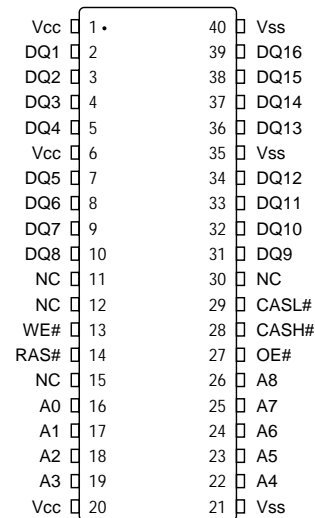 Vcc 1 • 40 Vss
DQ1 2 39 DQ16
DQ2 3 38 DQ15
DQ3 4 37 DQ14
DQ4 5 36 DQ13
Vcc 6 35 Vss
DQ5 7 34 DQ12
DQ6 8 33 DQ11
DQ7 9 32 DQ10
DQ8 10 31 DQ9
NC 11 30 NC
NC 12 29 CASL#
WE# 13 28 CASH#
RAS# 14 27 OE#
NC 15 26 A8
A0 16 25 A7
A1 17 24 A6
A2 18 23 A5
A3 19 22 A4
Vcc 20 21 Vss